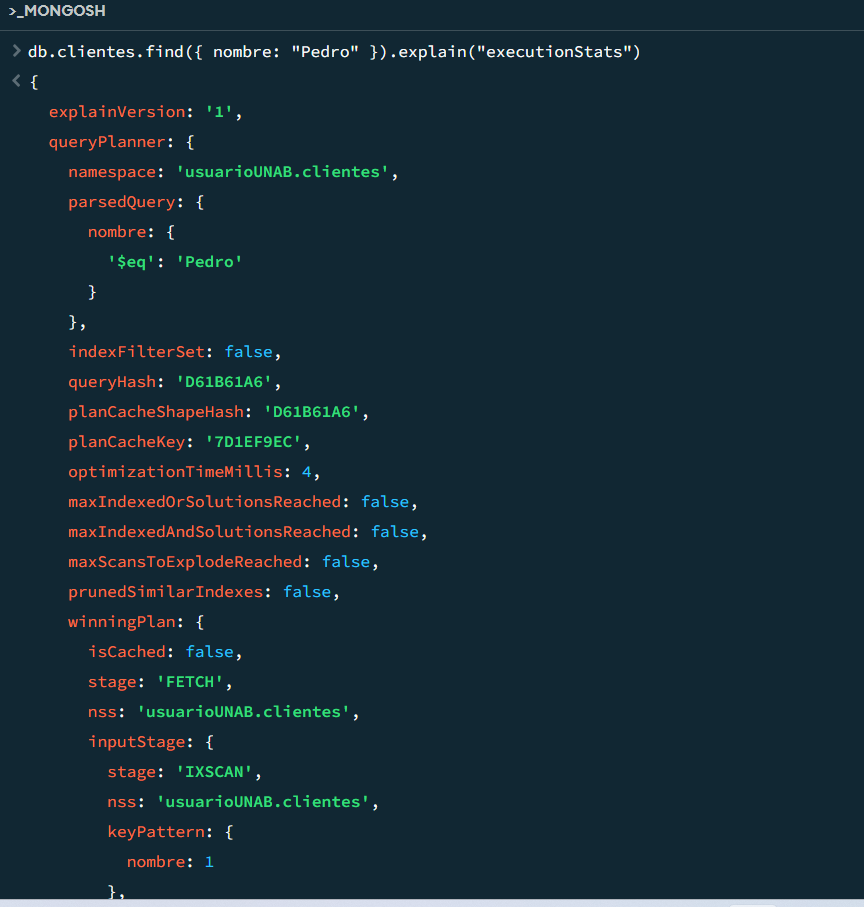 >_MONGOSH
> db.clientes.find({ nombre: "Pedro" }).explain("executionStats")
< {
explainVersion: '1',
queryPlanner: {
namespace: 'usuarioUNAB.clientes',
parsedQuery: {
nombre: {
'$eq': 'Pedro'
}
},
indexFilterSet: false,
queryHash: 'D61B61A6',
planCacheShapeHash: 'D61B61A6',
planCacheKey: '7D1EF9EC',
optimizationTimeMillis: 4,
maxIndexedOrSolutionsReached: false,
maxIndexedAndSolutionsReached: false,
maxScansToExplodeReached: false,
prunedSimilarIndexes: false,
winningPlan: {
isCached: false,
stage: 'FETCH',
nss: 'usuarioUNAB.clientes',
inputStage: {
stage: 'IXSCAN',
nss: 'usuarioUNAB.clientes',
keyPattern: {
nombre: 1
},